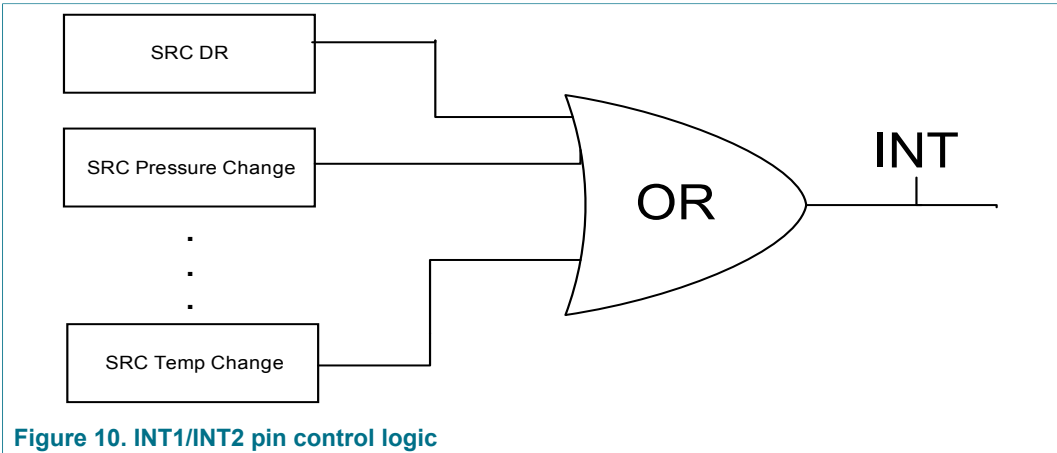 SRC DR
SRC Pressure Change
.
.
.
SRC Temp Change
OR
INT
Figure 10. INT1/INT2 pin control logic